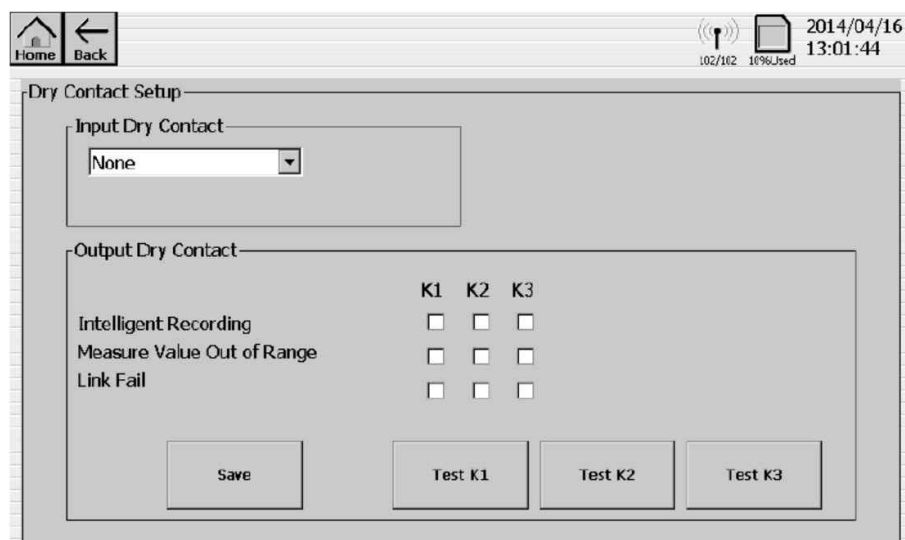 Home Back
102/102 10%Used
2014/04/16
13:01:44
Dry Contact Setup
Input Dry Contact
None
Output Dry Contact
K1 K2 K3
Intelligent Recording
Measure Value Out of Range
Link Fail
Save Test K1 Test K2 Test K3